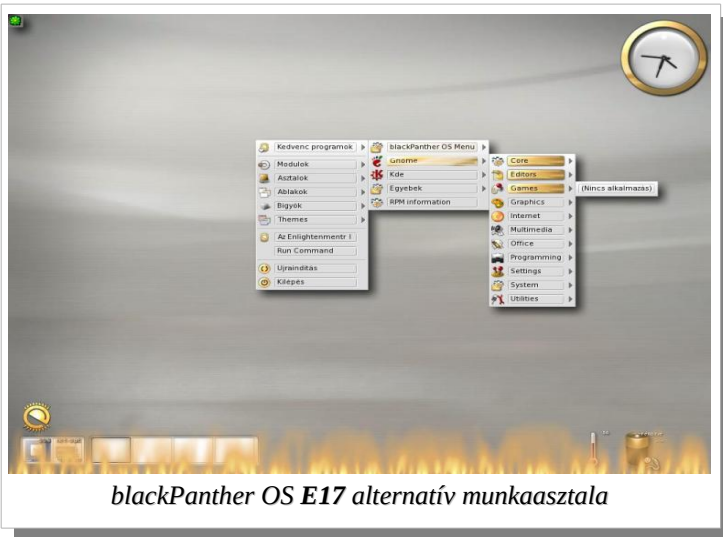 Kedvenc programok
Modulok
Asztalok
Ablakok
Bigyók
Themes
Az Enlightenmentr
Run Command
Újraindítás
Kilépés
blackPanther OS Menu
Gnome
Kde
Egyebek
RPM information
Core
Editors
Games
Graphics
Internet
Multimedia
Office
Programming
Settings
System
Utilities
(Nincs alkalmazás)
blackPanther OS E17 alternatív munkaasztala